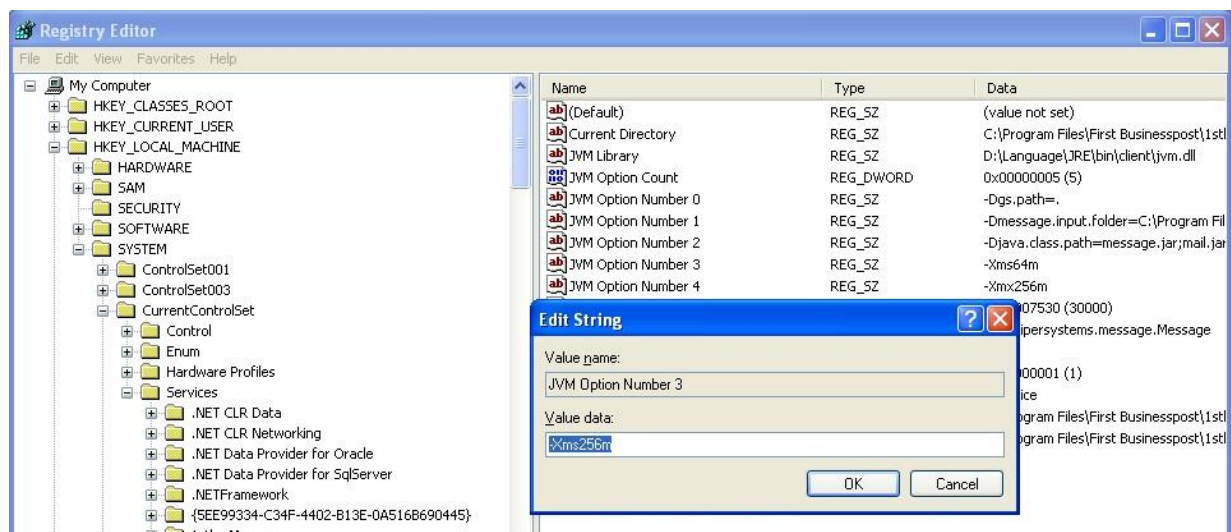 Registry Editor
File Edit View Favorites Help
My Computer
HKEY_CLASSES_ROOT
HKEY_CURRENT_USER
HKEY_LOCAL_MACHINE
HARDWARE
SAM
SECURITY
SOFTWARE
SYSTEM
ControlSet001
ControlSet003
CurrentControlSet
Control
Enum
Hardware Profiles
Services
.NET CLR Data
.NET CLR Networking
.NET Data Provider for Oracle
.NET Data Provider for SqlServer
.NETFramework
{5EE99334-C34F-4402-B13E-0A516B690445}
Name Type Data
(Default) REG_SZ (value not set)
Current Directory REG_SZ C:\Program Files\First Businesspost\1stl
JVM Library REG_SZ D:\Language\JRE\bin\client\jvm.dll
JVM Option Count REG_DWORD 0x00000005 (5)
JVM Option Number 0 REG_SZ -Dgs.path=.
JVM Option Number 1 REG_SZ -Dmessage.input.folder=C:\Program Fil
JVM Option Number 2 REG_SZ -Djava.class.path=message.jar;mail.jar
JVM Option Number 3 REG_SZ -Xms64m
JVM Option Number 4 REG_SZ -Xmx256m
07530 (30000)
ipersystems.message.Message
00001 (1)
ice
ogram Files\First Businesspost\1stl
ogram Files\First Businesspost\1stl
Edit String
Value name:
JVM Option Number 3
Value data:
-Xms256m
OK Cancel